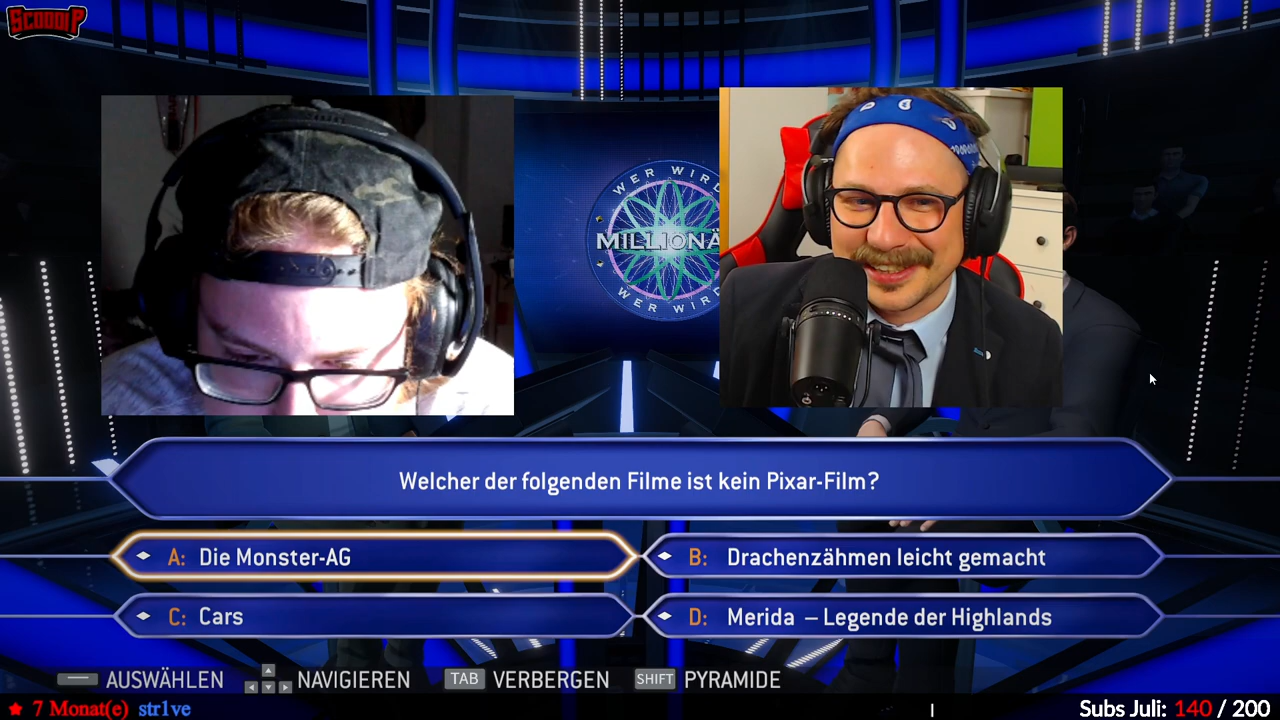 SCOOOIP
WER WIRD
MILLIONÄ
WER WIRD
Welcher der folgenden Filme ist kein Pixar-Film?
A: Die Monster-AG
B: Drachenzähmen leicht gemacht
C: Cars
D: Merida – Legende der Highlands
AUSWÄHLEN NAVIGIEREN TAB VERBERGEN SHIFT PYRAMIDE
7 Monat(e) str1ve
Subs Juli: 140 / 200